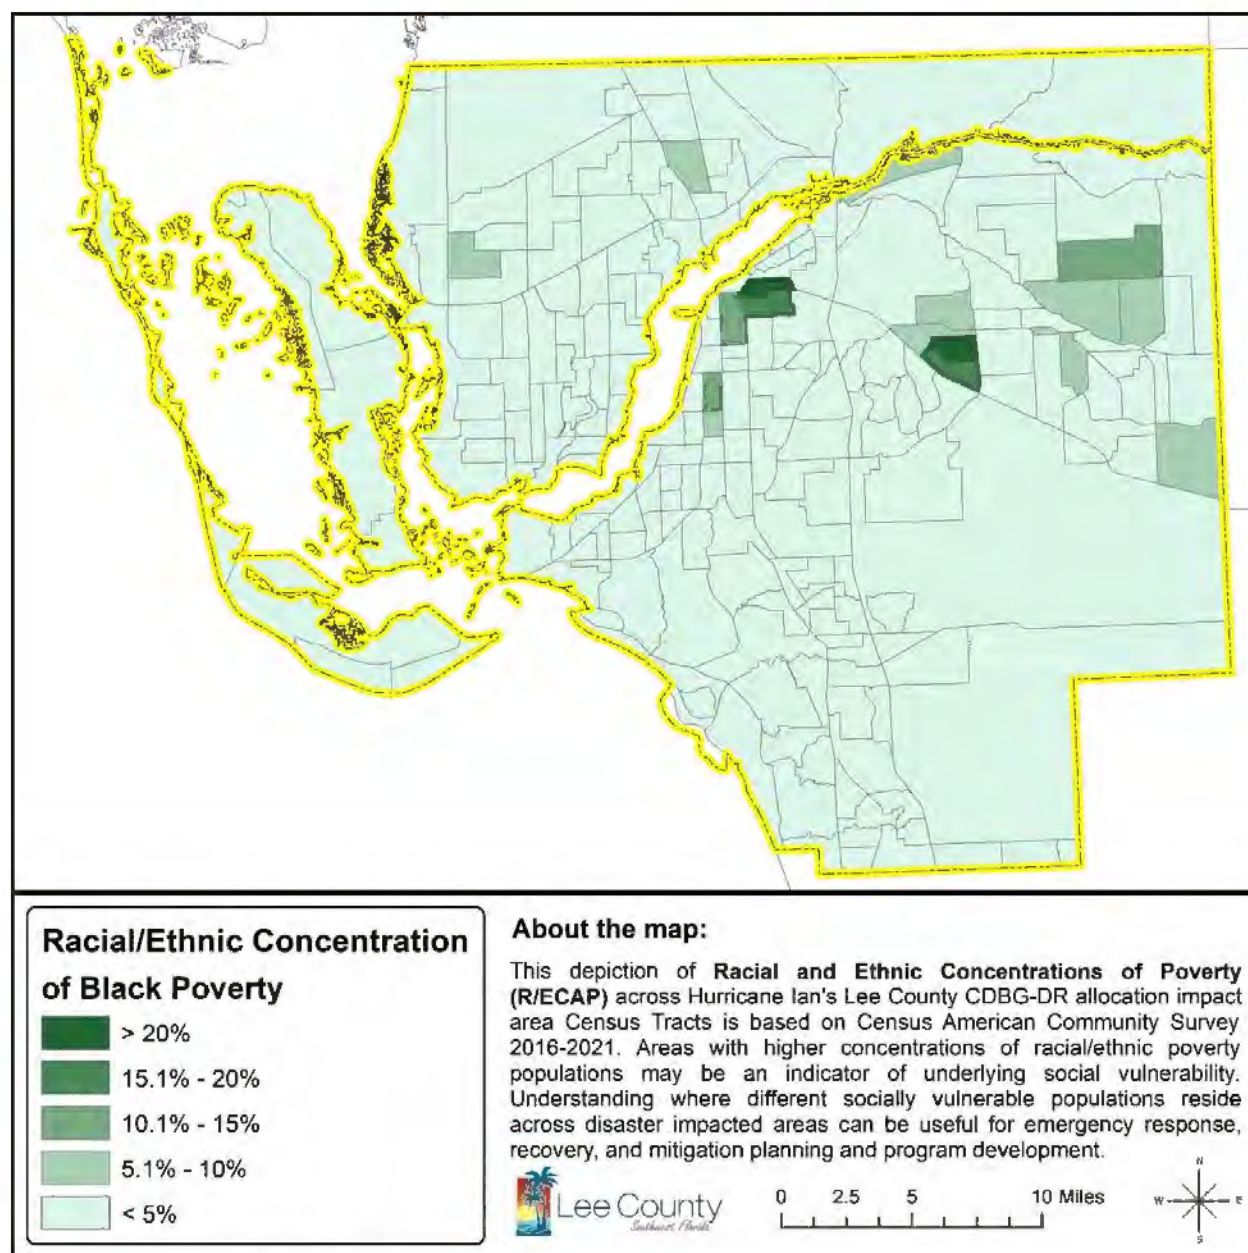 Racial/Ethnic Concentration
of Black Poverty
> 20%
15.1% - 20%
10.1% - 15%
5.1% - 10%
< 5%
About the map:
This depiction of Racial and Ethnic Concentrations of Poverty
(R/ECAP) across Hurricane Ian's Lee County CDBG-DR allocation impact
area Census Tracts is based on Census American Community Survey
2016-2021. Areas with higher concentrations of racial/ethnic poverty
populations may be an indicator of underlying social vulnerability.
Understanding where different socially vulnerable populations reside
across disaster impacted areas can be useful for emergency response,
recovery, and mitigation planning and program development.
Lee County
Southwest Florida
0 2.5 5 10 Miles
N
W E
S